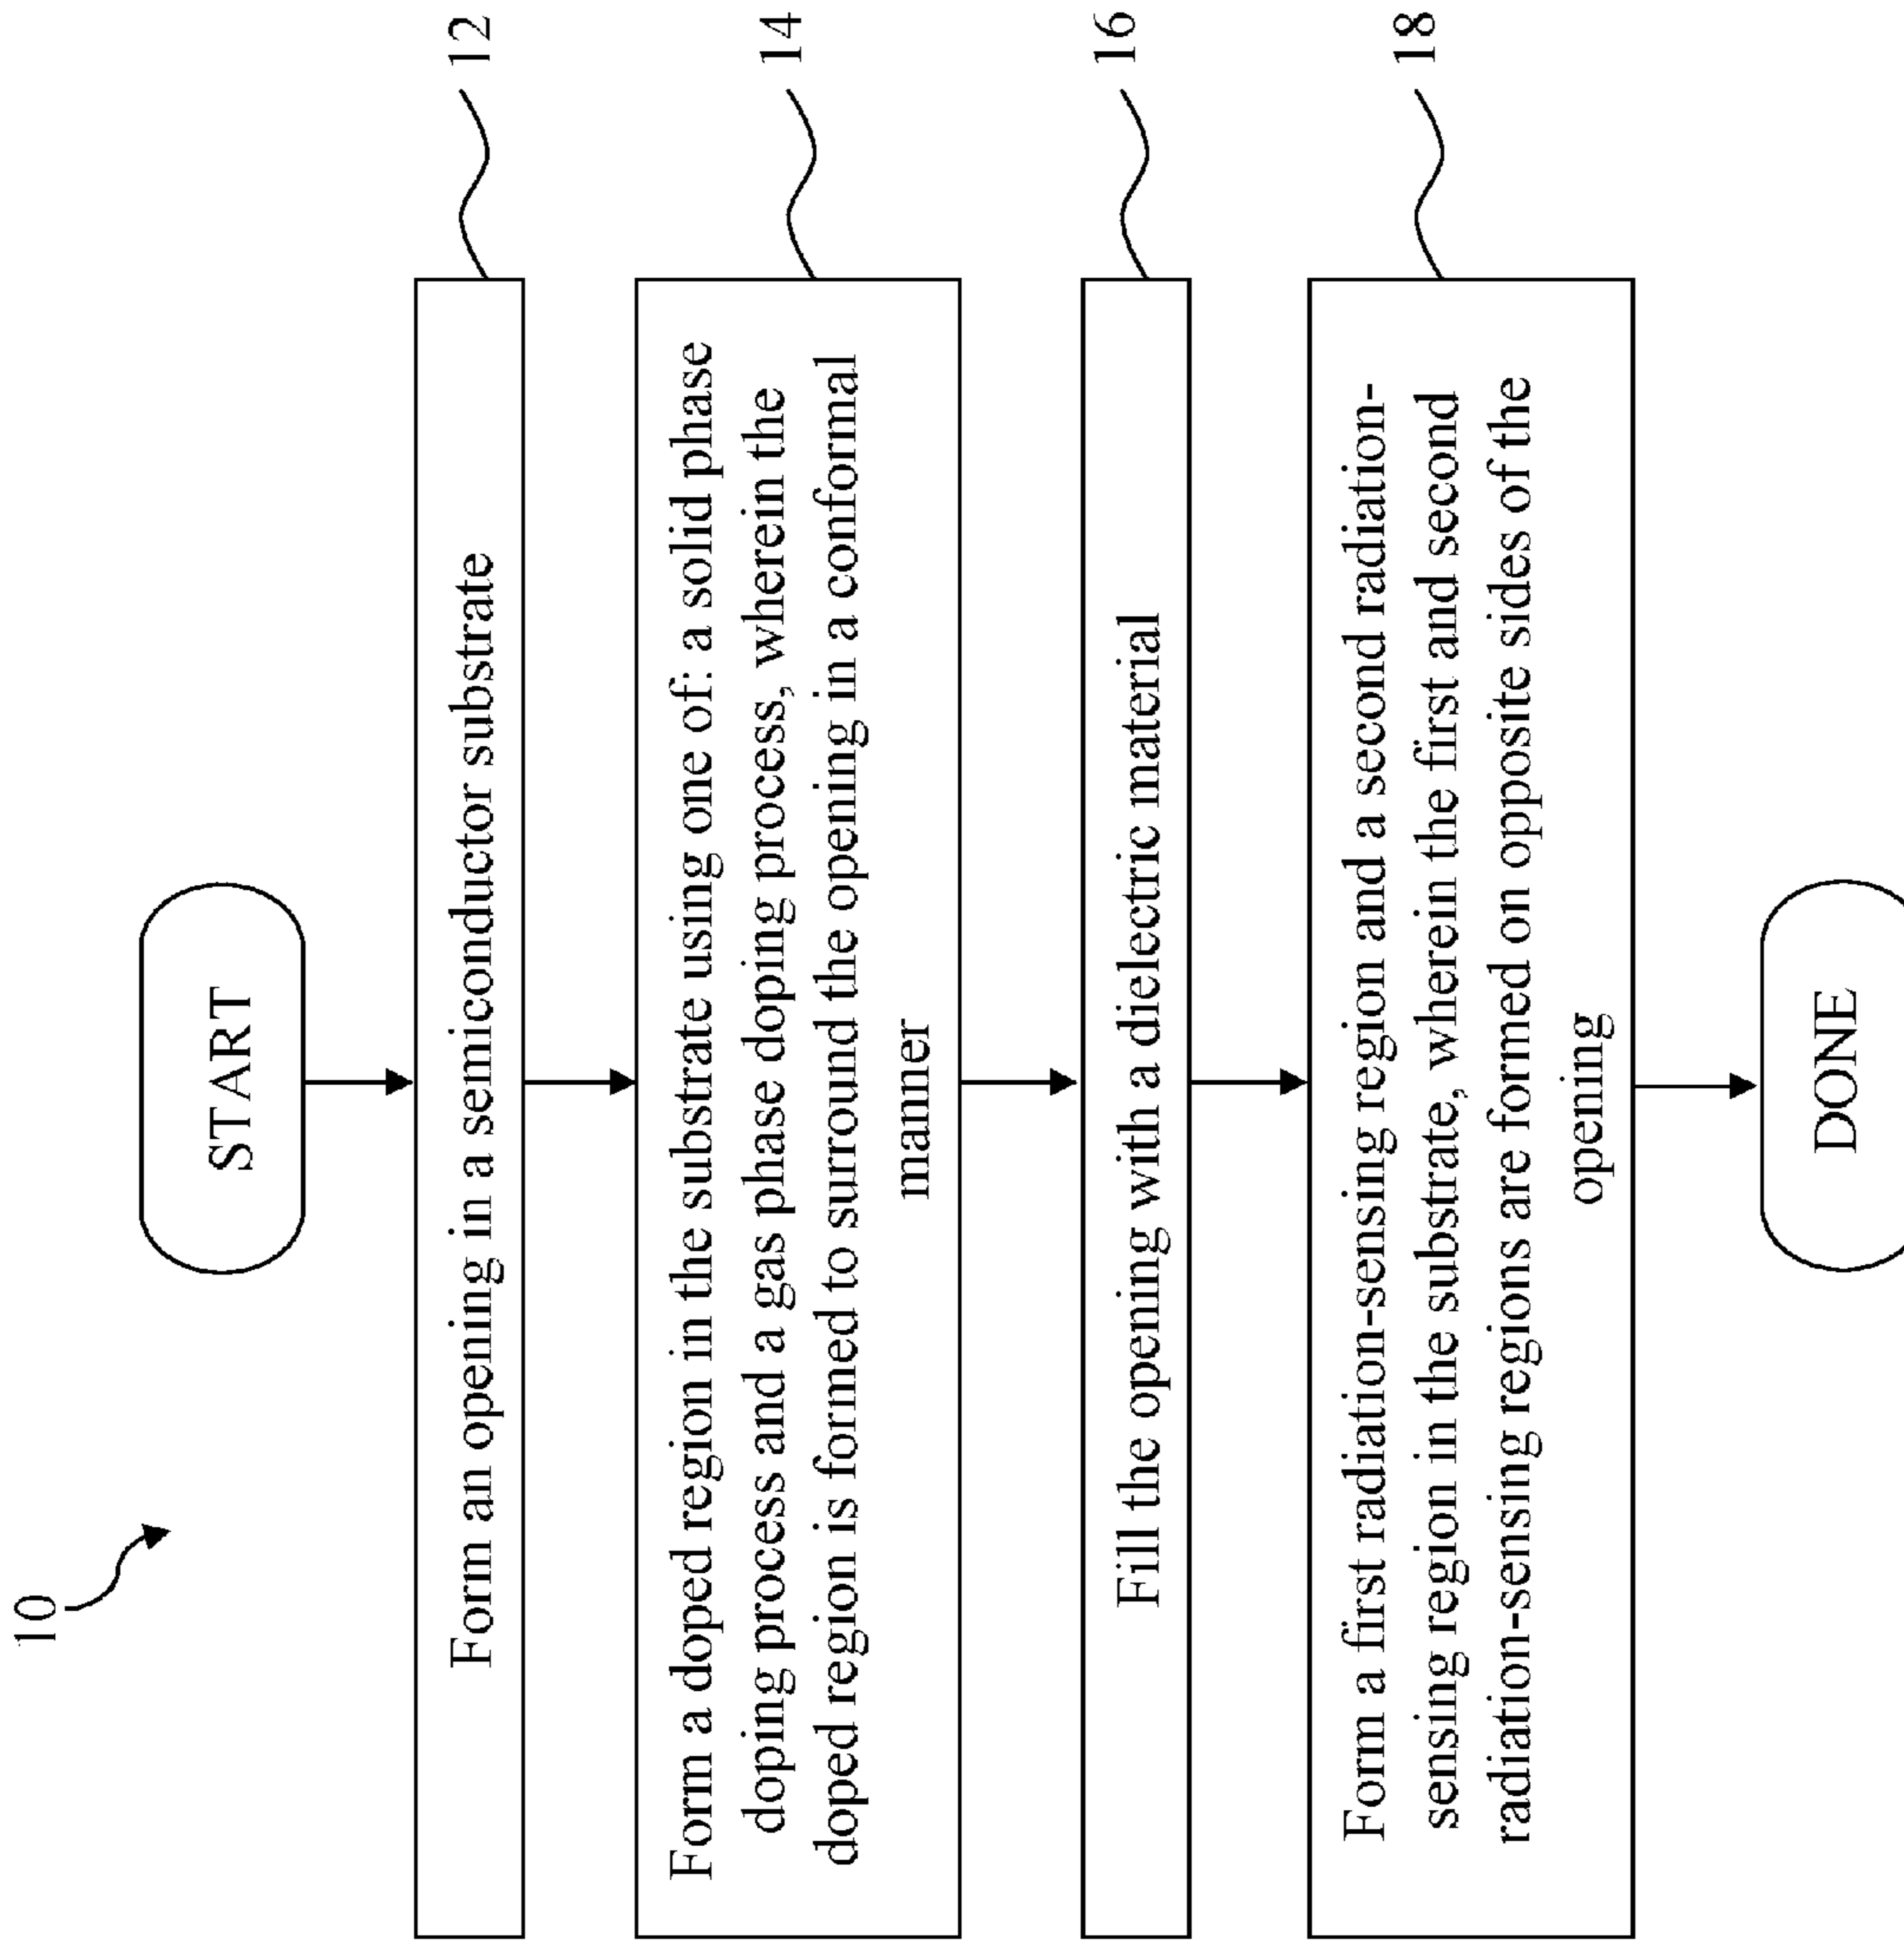 10
START
Form an opening in a semiconductor substrate
12
Form a doped region in the substrate using one of: a solid phase
doping process and a gas phase doping process, wherein the
doped region is formed to surround the opening in a conformal
manner
14
Fill the opening with a dielectric material
16
Form a first radiation-sensing region and a second radiation-
sensing region in the substrate, wherein the first and second
radiation-sensing regions are formed on opposite sides of the
opening
18
DONE